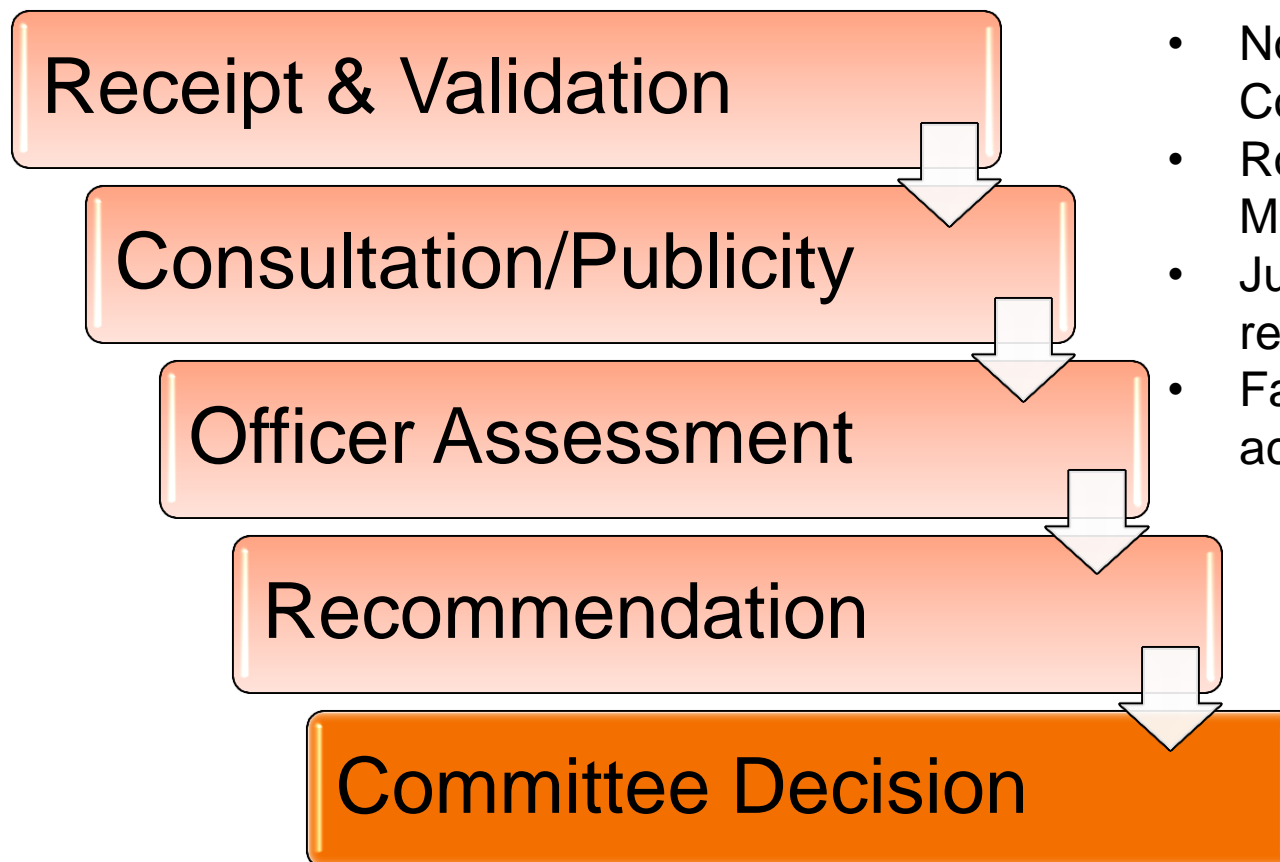 Receipt & Validation
Consultation/Publicity
Officer Assessment
Recommendation
Committee Decision
•
•
•
•